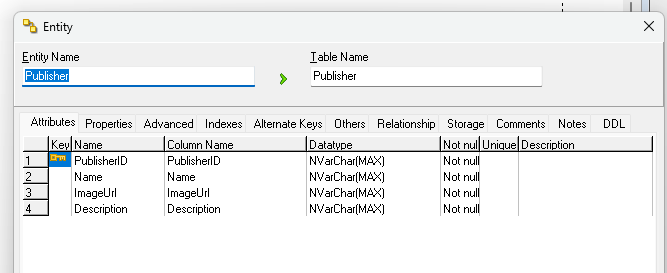 Entity
Entity Name Table Name
Publisher Publisher
Attributes Properties Advanced Indexes Alternate Keys Others Relationship Storage Comments Notes DDL
Key Name Column Name Datatype Not nul Unique Description
1 PublisherID PublisherID NVarChar(MAX) Not null
2 Name Name NVarChar(MAX) Not null
3 ImageUrl ImageUrl NVarChar(MAX) Not null
4 Description Description NVarChar(MAX) Not null